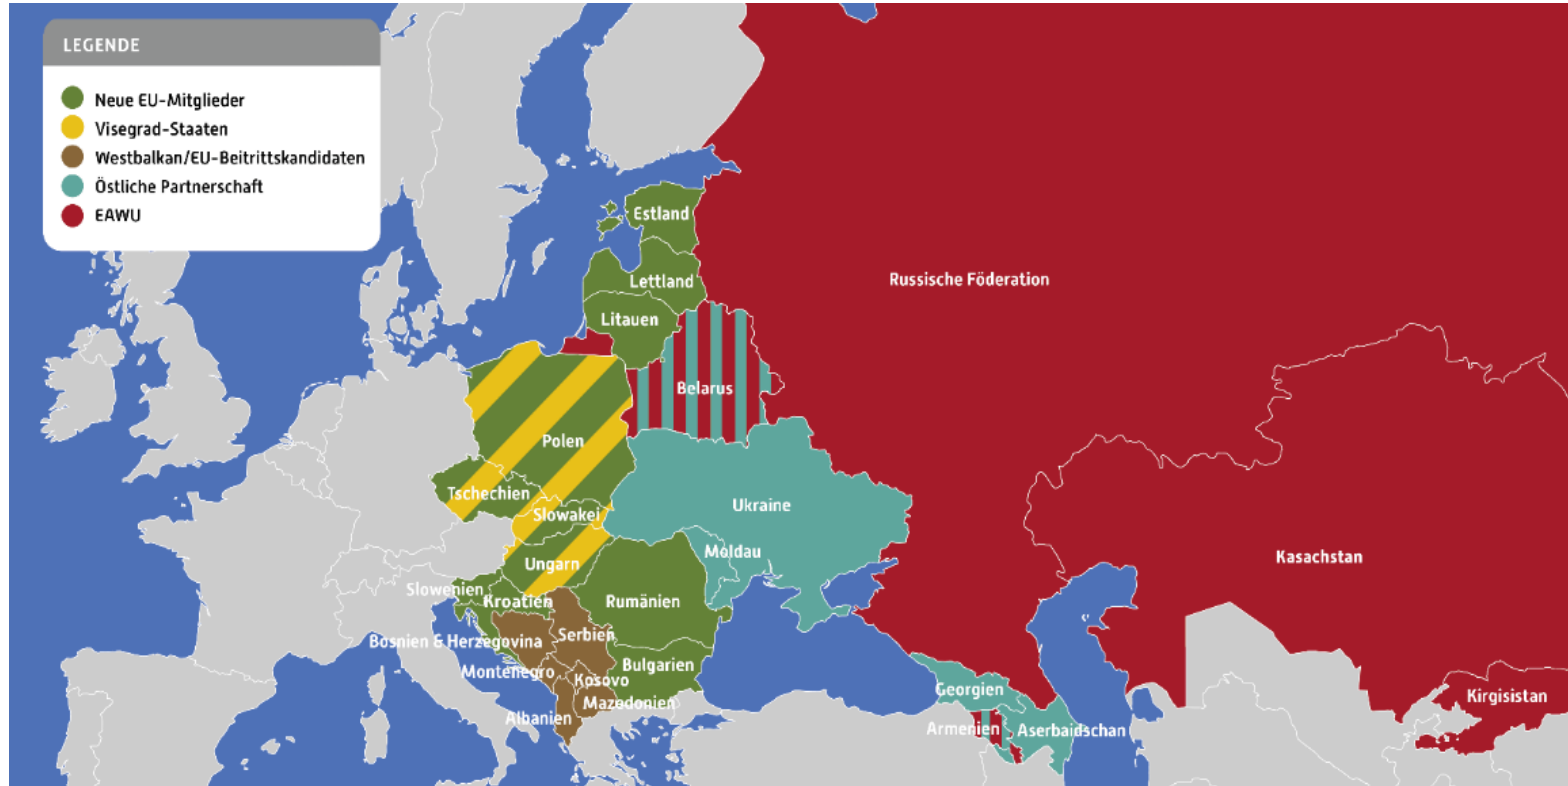 LEGENDE
Neue EU-Mitglieder
Visegrad-Staaten
Westbalkan/EU-Beitrittskandidaten
Östliche Partnerschaft
EAWU
Estland
Lettland
Litauen
Russische Föderation
Belarus
Polen
Tschechien
Slowakei
Ukraine
Ungarn
Moldau
Kasachstan
Slowenien
Kroatien
Rumänien
Bosnien & Herzegovina
Serbien
Bulgarien
Montenegro
Kosovo
Mazedonien
Albanien
Georgien
Armenien
Aserbaidschan
Kirgisistan